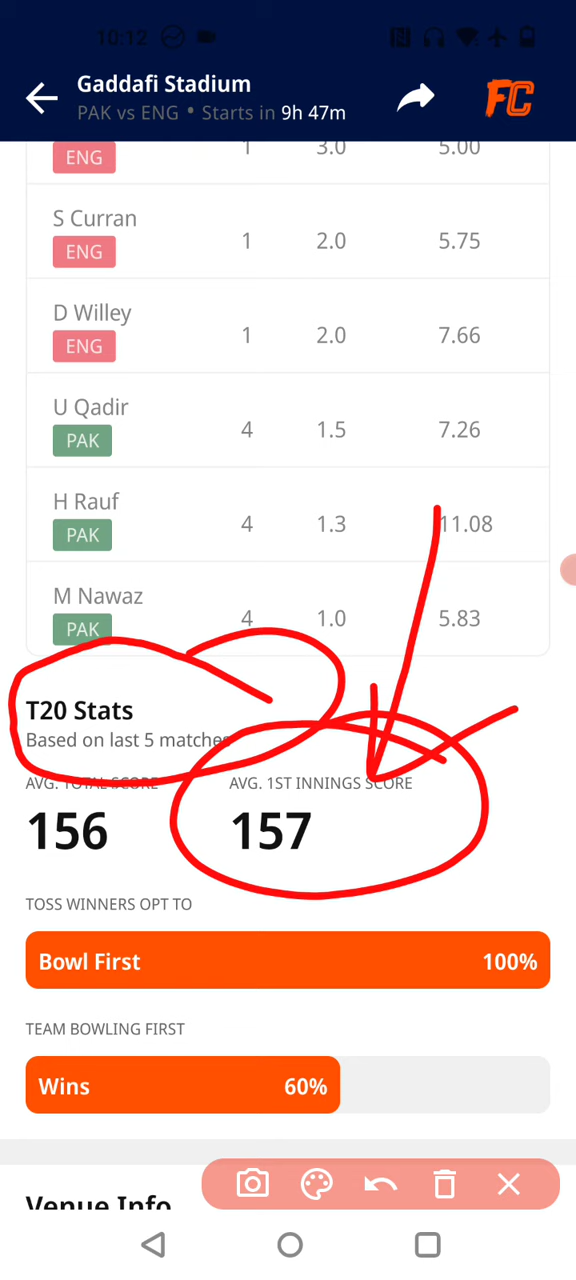 10:12
Gaddafi Stadium
PAK vs ENG • Starts in 9h 47m
FC
ENG 1 3.0 5.00
S Curran
ENG 1 2.0 5.75
D Willey
ENG 1 2.0 7.66
U Qadir
PAK 4 1.5 7.26
H Rauf
PAK 4 1.3 11.08
M Nawaz
PAK 4 1.0 5.83
T20 Stats
Based on last 5 matches
AVG. TOTAL SCORE AVG. 1ST INNINGS SCORE
156 157
TOSS WINNERS OPT TO
Bowl First 100%
TEAM BOWLING FIRST
Wins 60%
Venue Info